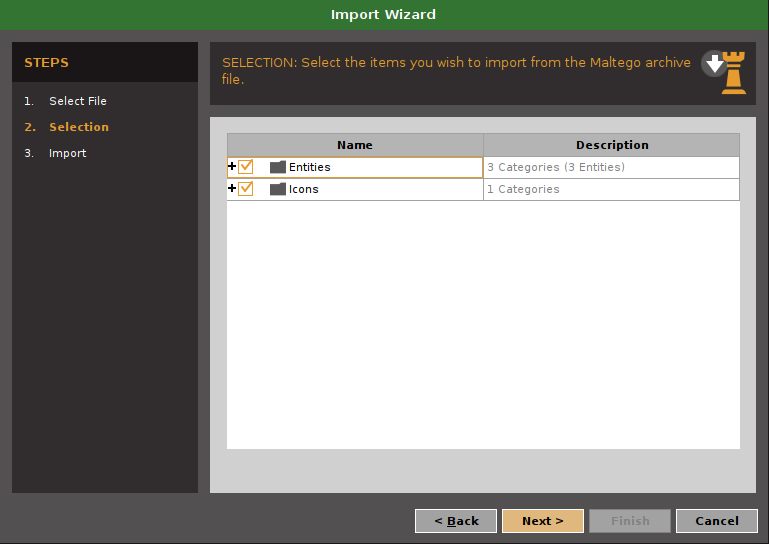 Import Wizard
STEPS
1. Select File
2. Selection
3. Import
SELECTION: Select the items you wish to import from the Maltego archive
file.
Name Description
Entities 3 Categories (3 Entities)
Icons 1 Categories
< Back Next > Finish Cancel